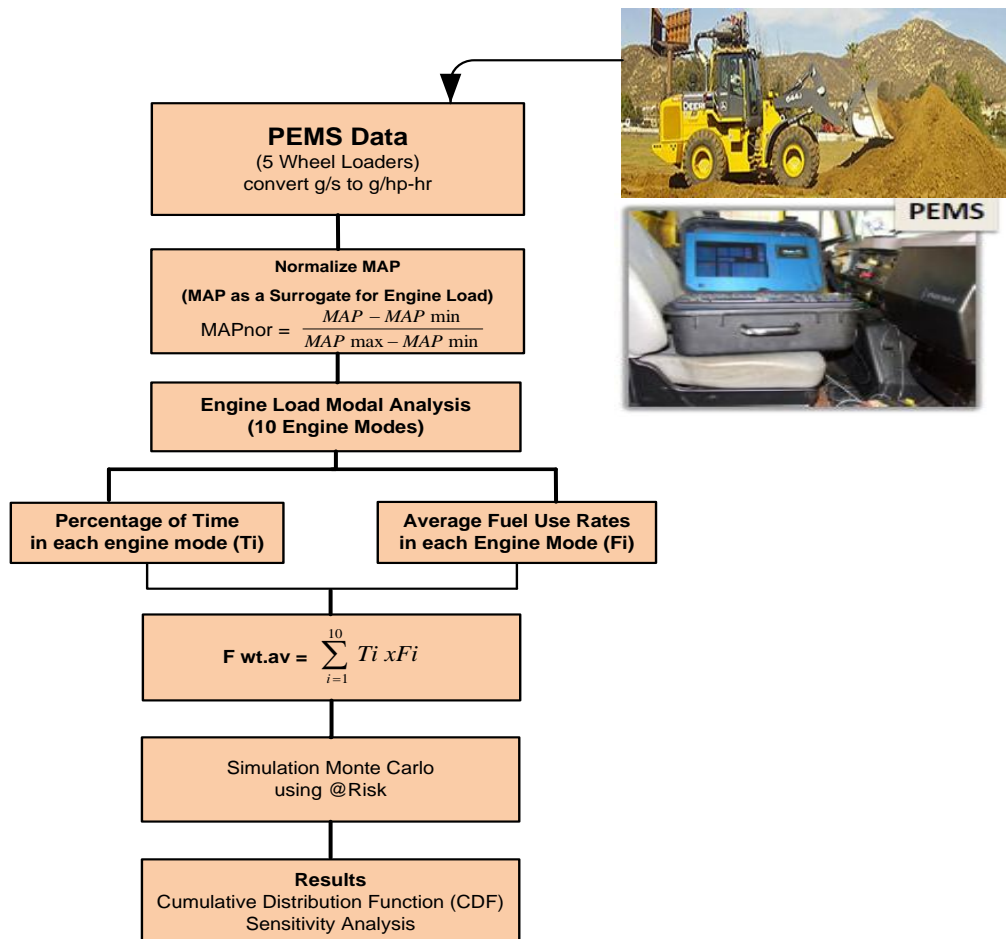 PEMS Data
(5 Wheel Loaders)
convert g/s to g/hp-hr
DEERE
644J
PEMS
Normalize MAP
(MAP as a Surrogate for Engine Load)
MAPnor = MAP − MAP min
MAP max − MAP min
Engine Load Modal Analysis
(10 Engine Modes)
Percentage of Time
in each engine mode (Ti)
Average Fuel Use Rates
in each Engine Mode (Fi)
10
F wt.av = ∑ Ti xFi
i=1
Simulation Monte Carlo
using @Risk
Results
Cumulative Distribution Function (CDF)
Sensitivity Analysis